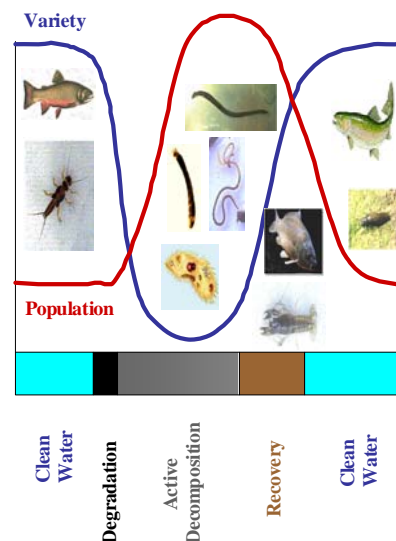 Variety
Population
Clean
Water
Degradation
Active
Decomposition
Recovery
Clean
Water